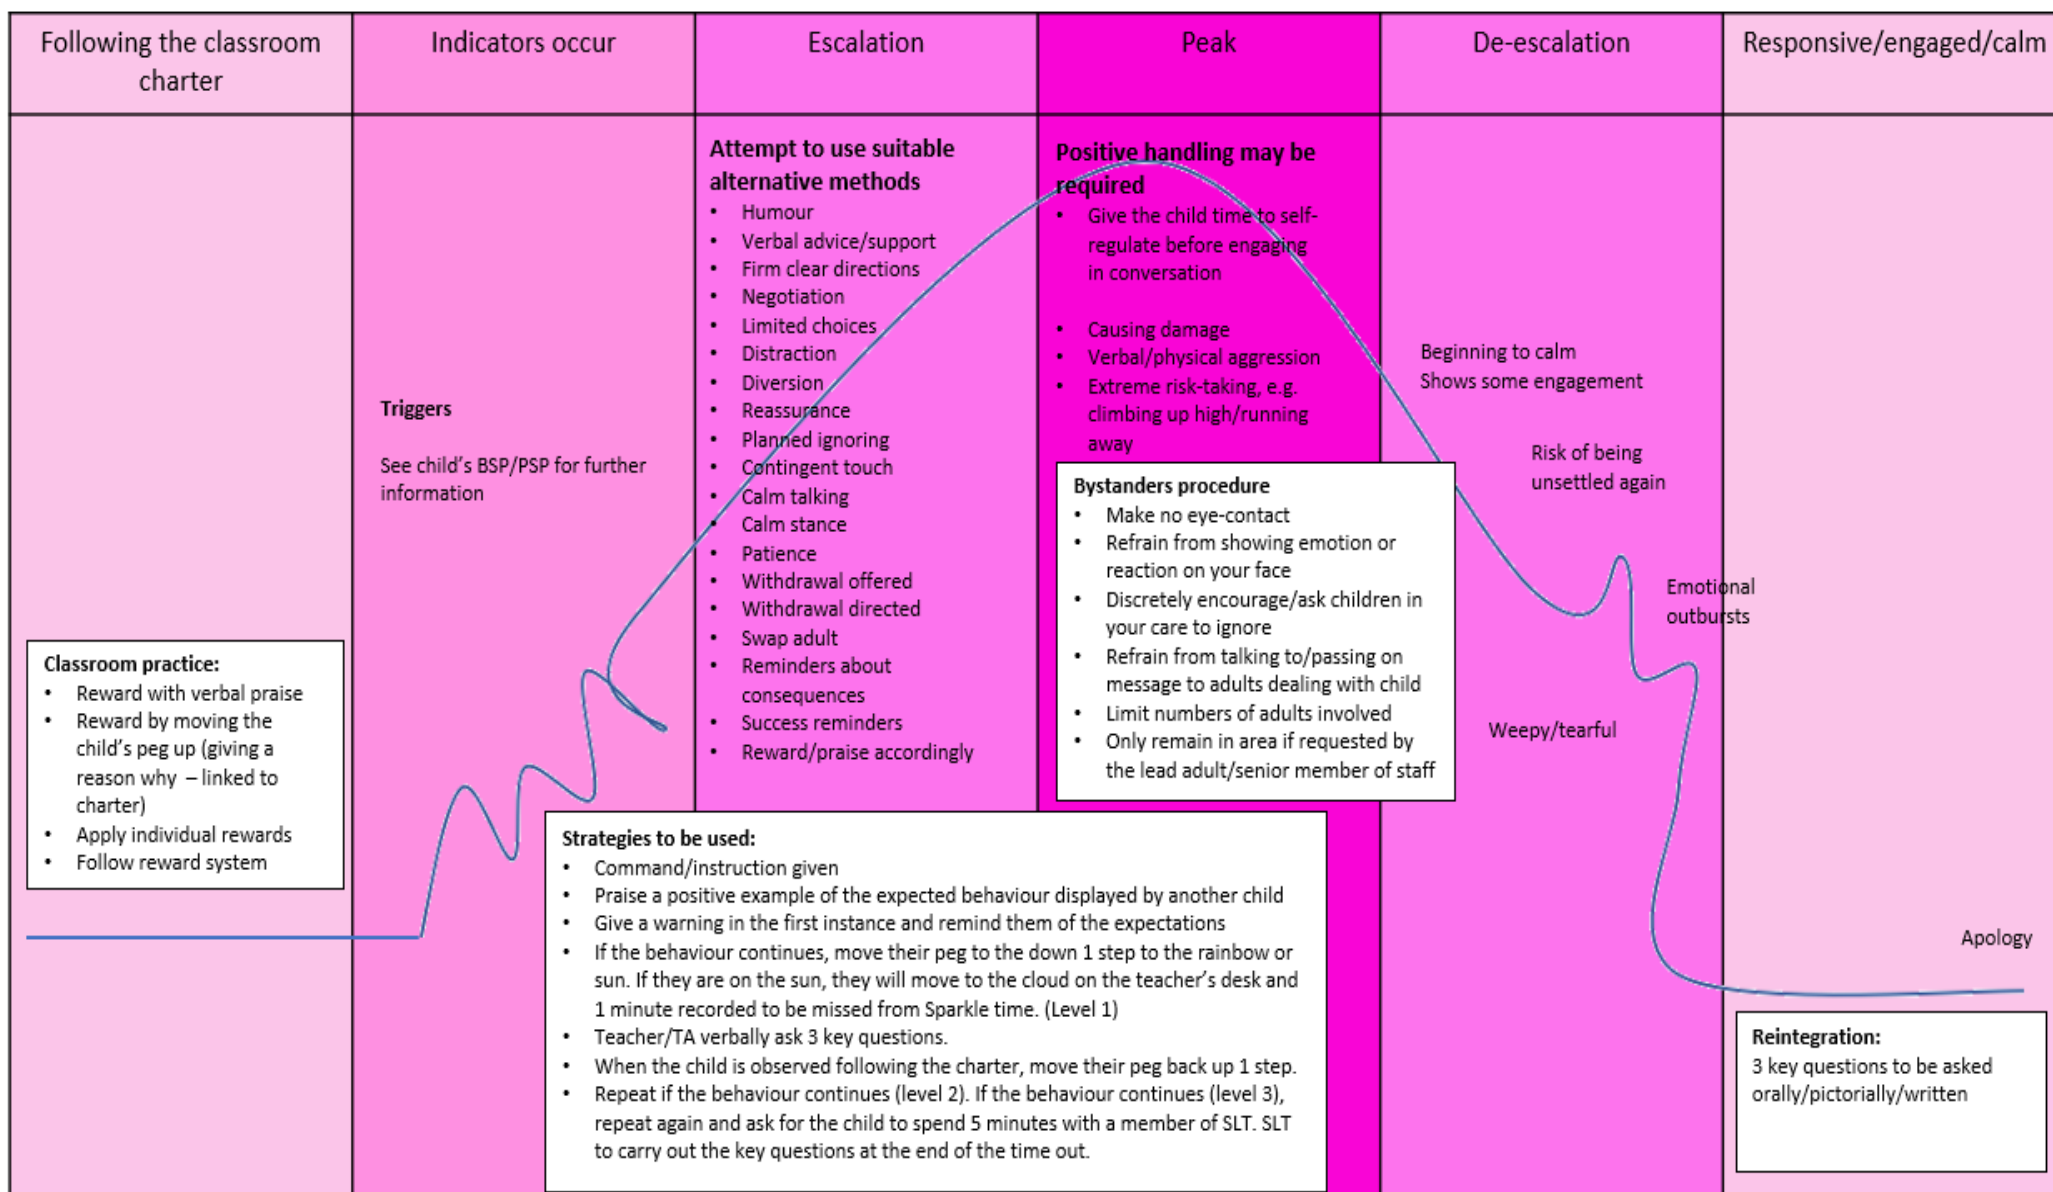 Following the classroom
charter
Indicators occur
Escalation
Peak
De-escalation
Responsive/engaged/calm
Classroom practice:
• Reward with verbal praise
• Reward by moving the
child's peg up (giving a
reason why – linked to
charter)
• Apply individual rewards
• Follow reward system
Triggers
See child's BSP/PSP for further
information
Attempt to use suitable
alternative methods
• Humour
• Verbal advice/support
• Firm clear directions
• Negotiation
• Limited choices
• Distraction
• Diversion
• Reassurance
• Planned ignoring
• Contingent touch
• Calm talking
• Calm stance
• Patience
• Withdrawal offered
• Withdrawal directed
• Swap adult
• Reminders about
consequences
• Success reminders
• Reward/praise accordingly
Strategies to be used:
• Command/instruction given
• Praise a positive example of the expected behaviour displayed by another child
• Give a warning in the first instance and remind them of the expectations
• If the behaviour continues, move their peg to the down 1 step to the rainbow or
sun. If they are on the sun, they will move to the cloud on the teacher's desk and
1 minute recorded to be missed from Sparkle time. (Level 1)
• Teacher/TA verbally ask 3 key questions.
• When the child is observed following the charter, move their peg back up 1 step.
• Repeat if the behaviour continues (level 2). If the behaviour continues (level 3),
repeat again and ask for the child to spend 5 minutes with a member of SLT. SLT
to carry out the key questions at the end of the time out.
Positive handling may be
required
• Give the child time to self-
regulate before engaging
in conversation
• Causing damage
• Verbal/physical aggression
• Extreme risk-taking, e.g.
climbing up high/running
away
Bystanders procedure
• Make no eye-contact
• Refrain from showing emotion or
reaction on your face
• Discretely encourage/ask children in
your care to ignore
• Refrain from talking to/passing on
message to adults dealing with child
• Limit numbers of adults involved
• Only remain in area if requested by
the lead adult/senior member of staff
Beginning to calm
Shows some engagement
Risk of being
unsettled again
Emotional
outbursts
Weepy/tearful
Apology
Reintegration:
3 key questions to be asked
orally/pictorially/written